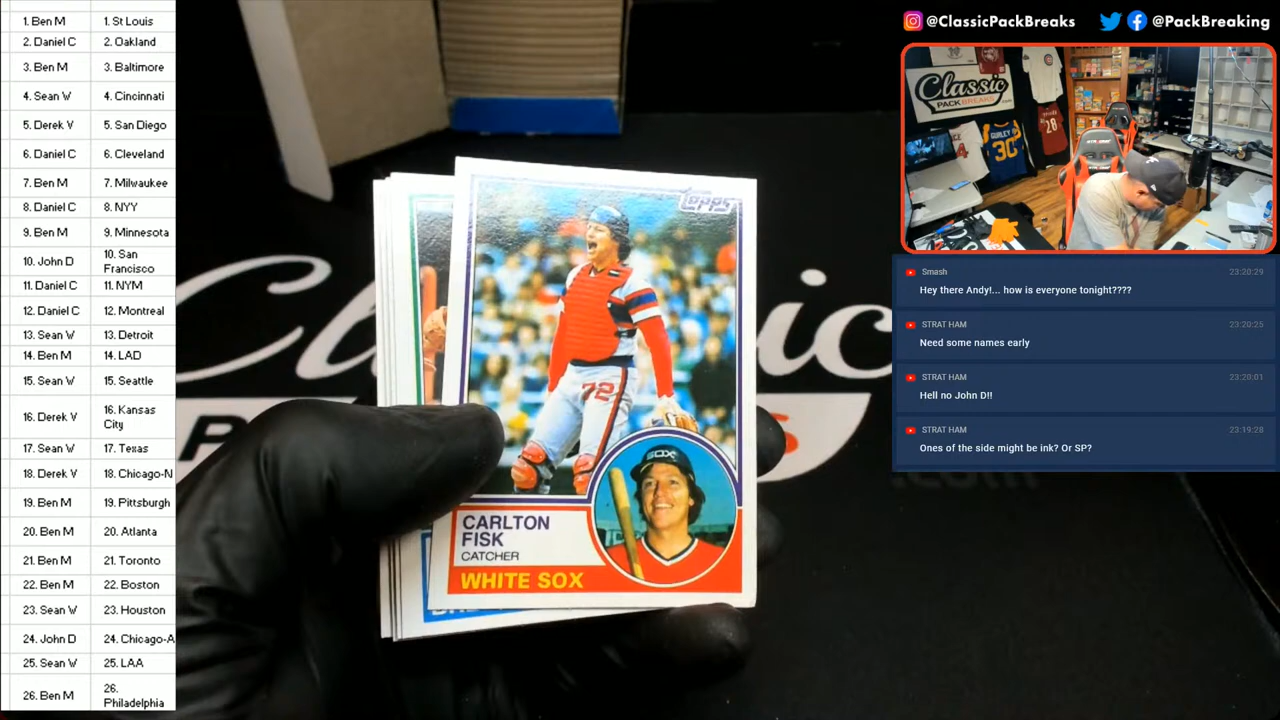 1. Ben M 1. St Louis
2. Daniel C 2. Oakland
3. Ben M 3. Baltimore
4. Sean W 4. Cincinnati
5. Derek V 5. San Diego
6. Daniel C 6. Cleveland
7. Ben M 7. Milwaukee
8. Daniel C 8. NYY
9. Ben M 9. Minnesota
10. John D 10. San
Francisco
11. Daniel C 11. NYM
12. Daniel C 12. Montreal
13. Sean W 13. Detroit
14. Ben M 14. LAD
15. Sean W 15. Seattle
16. Derek V 16. Kansas
City
17. Sean W 17. Texas
18. Derek V 18. Chicago-N
19. Ben M 19. Pittsburgh
20. Ben M 20. Atlanta
21. Ben M 21. Toronto
22. Ben M 22. Boston
23. Sean W 23. Houston
24. John D 24. Chicago-A
25. Sean W 25. LAA
26. Ben M 26.
Philadelphia
Topps
72
SOX
CARLTON
FISK
CATCHER
WHITE SOX
@ClassicPackBreaks @PackBreaking
Classic
PACKBREAKS
.com
GURLEY
30
28
4
Smash 23:20:29
Hey there Andy!... how is everyone tonight????
STRAT HAM 23:20:25
Need some names early
STRAT HAM 23:20:01
Hell no John D!!
STRAT HAM 23:19:28
Ones of the side might be ink? Or SP?